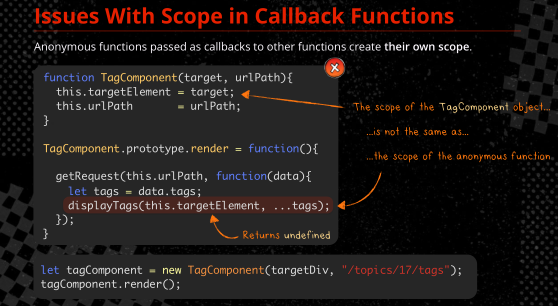 Issues With Scope in Callback Functions
Anonymous functions passed as callbacks to other functions create their own scope.
function TagComponent(target, urlPath){
  this.targetElement = target;
  this.urlPath       = urlPath;
}
TagComponent.prototype.render = function(){
  getRequest(this.urlPath, function(data){
    let tags = data.tags;
    displayTags(this.targetElement, ...tags);
  });
}
The scope of the TagComponent object...
...is not the same as...
...the scope of the anonymous function.
Returns undefined
let tagComponent = new TagComponent(targetDiv, "/topics/17/tags");
tagComponent.render();